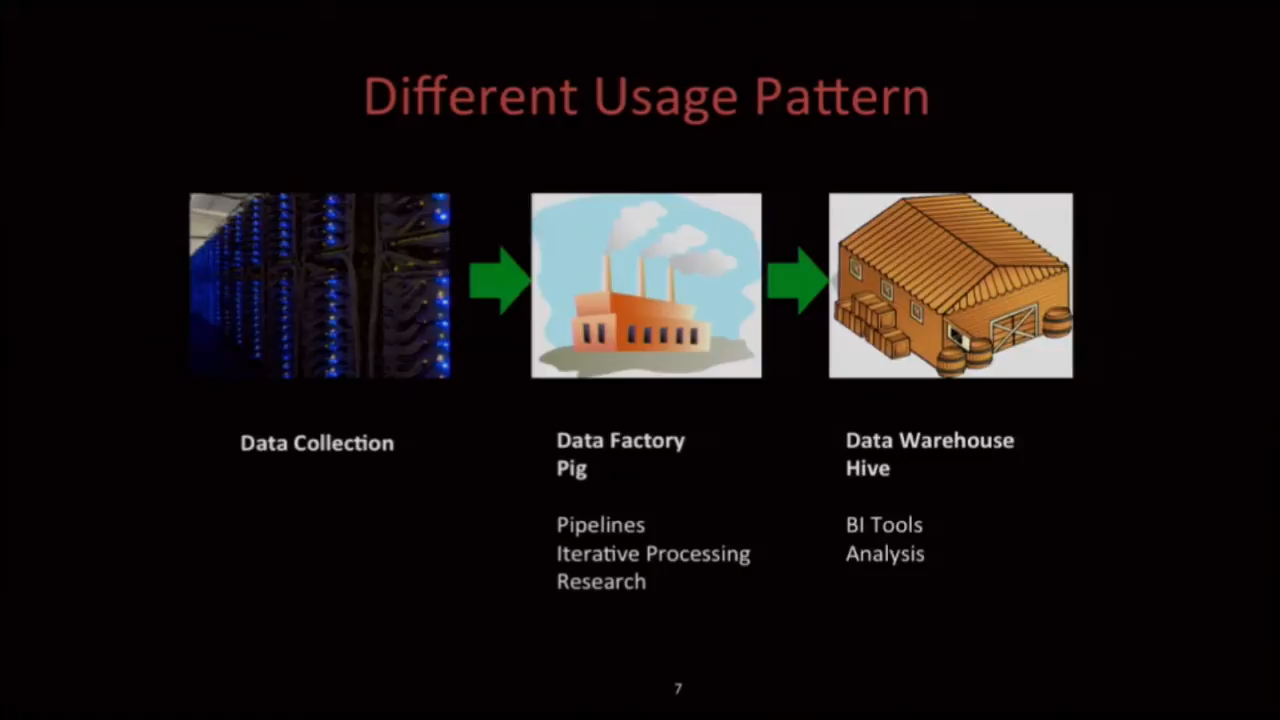 Different Usage Pattern
Data Collection
Data Factory
Pig
Pipelines
Iterative Processing
Research
Data Warehouse
Hive
BI Tools
Analysis
7